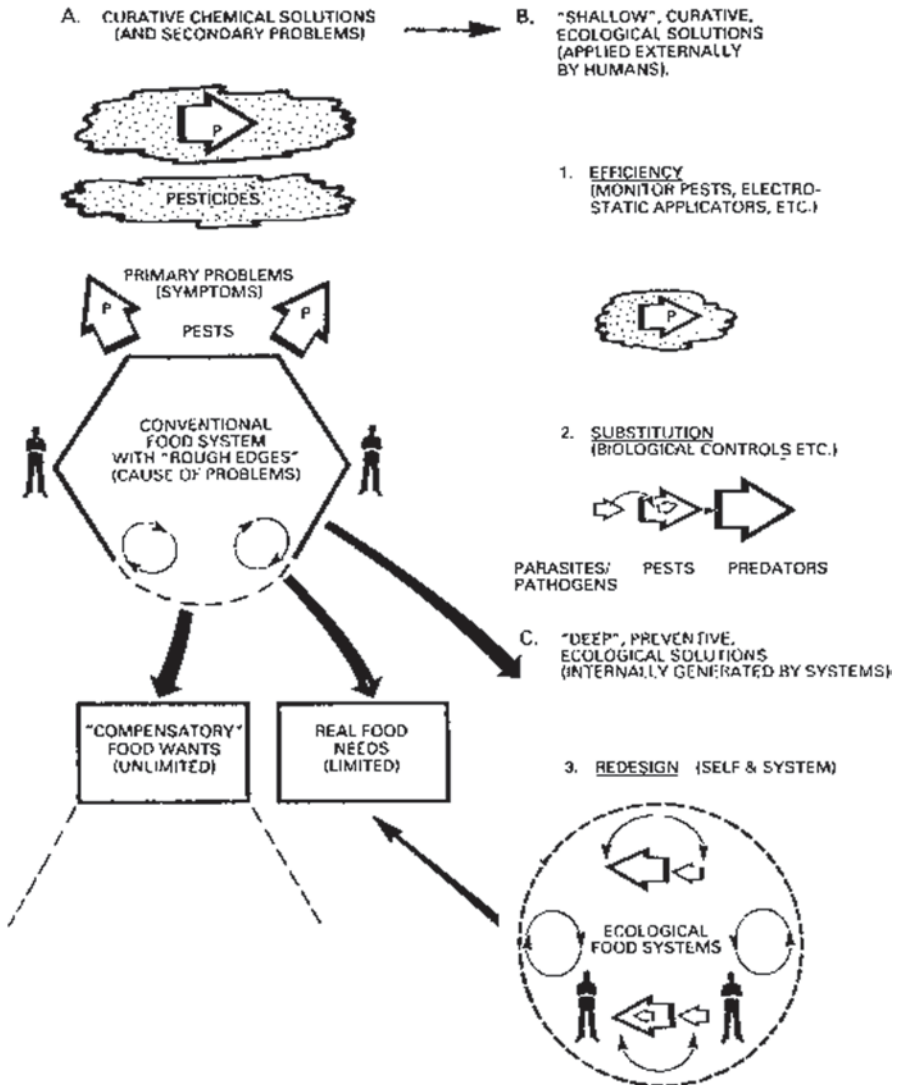 A. CURATIVE CHEMICAL SOLUTIONS
(AND SECONDARY PROBLEMS)
P
PESTICIDES
PRIMARY PROBLEMS
(SYMPTOMS)
P
P
PESTS
CONVENTIONAL
FOOD SYSTEM
WITH "ROUGH EDGES"
(CAUSE OF PROBLEMS)
"COMPENSATORY"
FOOD WANTS
(UNLIMITED)
REAL FOOD
NEEDS
(LIMITED)
B. "SHALLOW", CURATIVE,
ECOLOGICAL SOLUTIONS
(APPLIED EXTERNALLY
BY HUMANS).
1. EFFICIENCY
(MONITOR PESTS, ELECTRO-
STATIC APPLICATORS, ETC.)
P
2. SUBSTITUTION
(BIOLOGICAL CONTROLS ETC.)
PARASITES/
PATHOGENS
PESTS
PREDATORS
C. "DEEP", PREVENTIVE,
ECOLOGICAL SOLUTIONS
(INTERNALLY GENERATED BY SYSTEMS)
3. REDESIGN (SELF & SYSTEM)
ECOLOGICAL
FOOD SYSTEMS